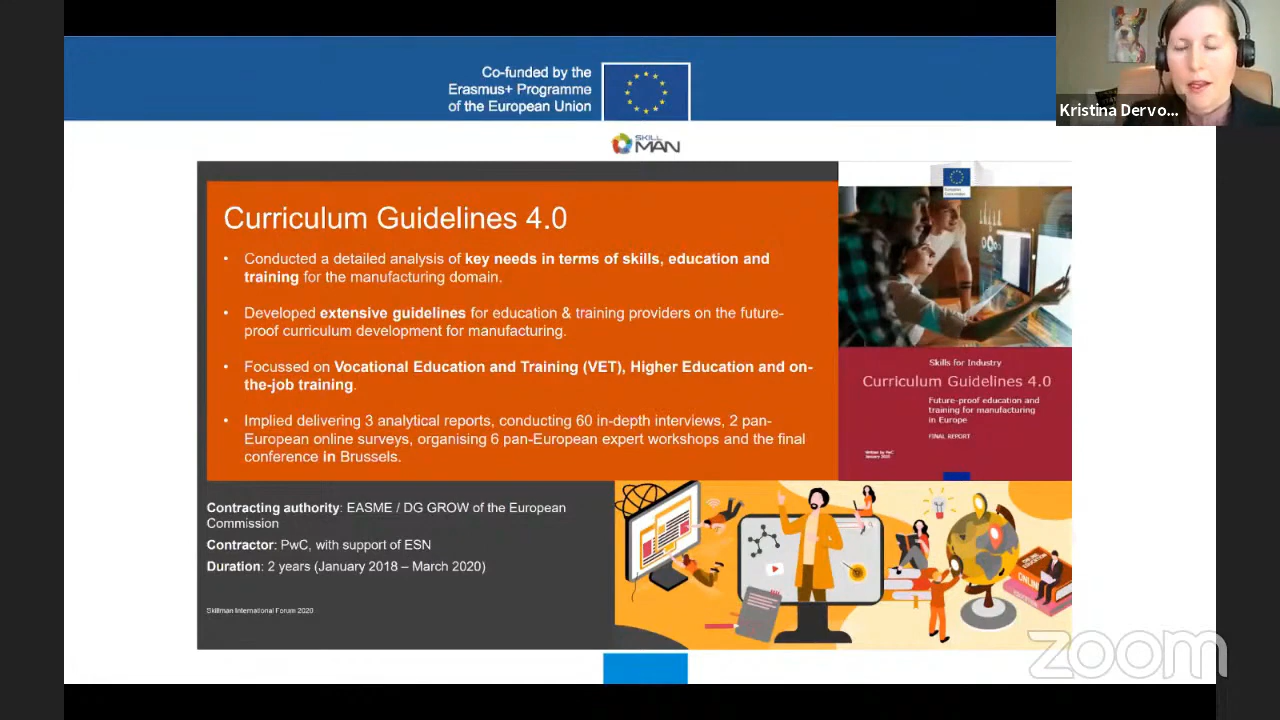 Co-funded by the
Erasmus+ Programme
of the European Union
Kristina Dervo...
SKILL
MAN
Curriculum Guidelines 4.0
• Conducted a detailed analysis of key needs in terms of skills, education and
training for the manufacturing domain.
• Developed extensive guidelines for education & training providers on the future-
proof curriculum development for manufacturing.
• Focussed on Vocational Education and Training (VET), Higher Education and on-
the-job training.
• Implied delivering 3 analytical reports, conducting 60 in-depth interviews, 2 pan-
European online surveys, organising 6 pan-European expert workshops and the final
conference in Brussels.
Skills for Industry
Curriculum Guidelines 4.0
Future-proof education and
training for manufacturing
in Europe
FINAL REPORT
Written by PwC
January 2020
Contracting authority: EASME / DG GROW of the European
Commission
Contractor: PwC, with support of ESN
Duration: 2 years (January 2018 – March 2020)
Skillman International Forum 2020
ONLINE
zoom